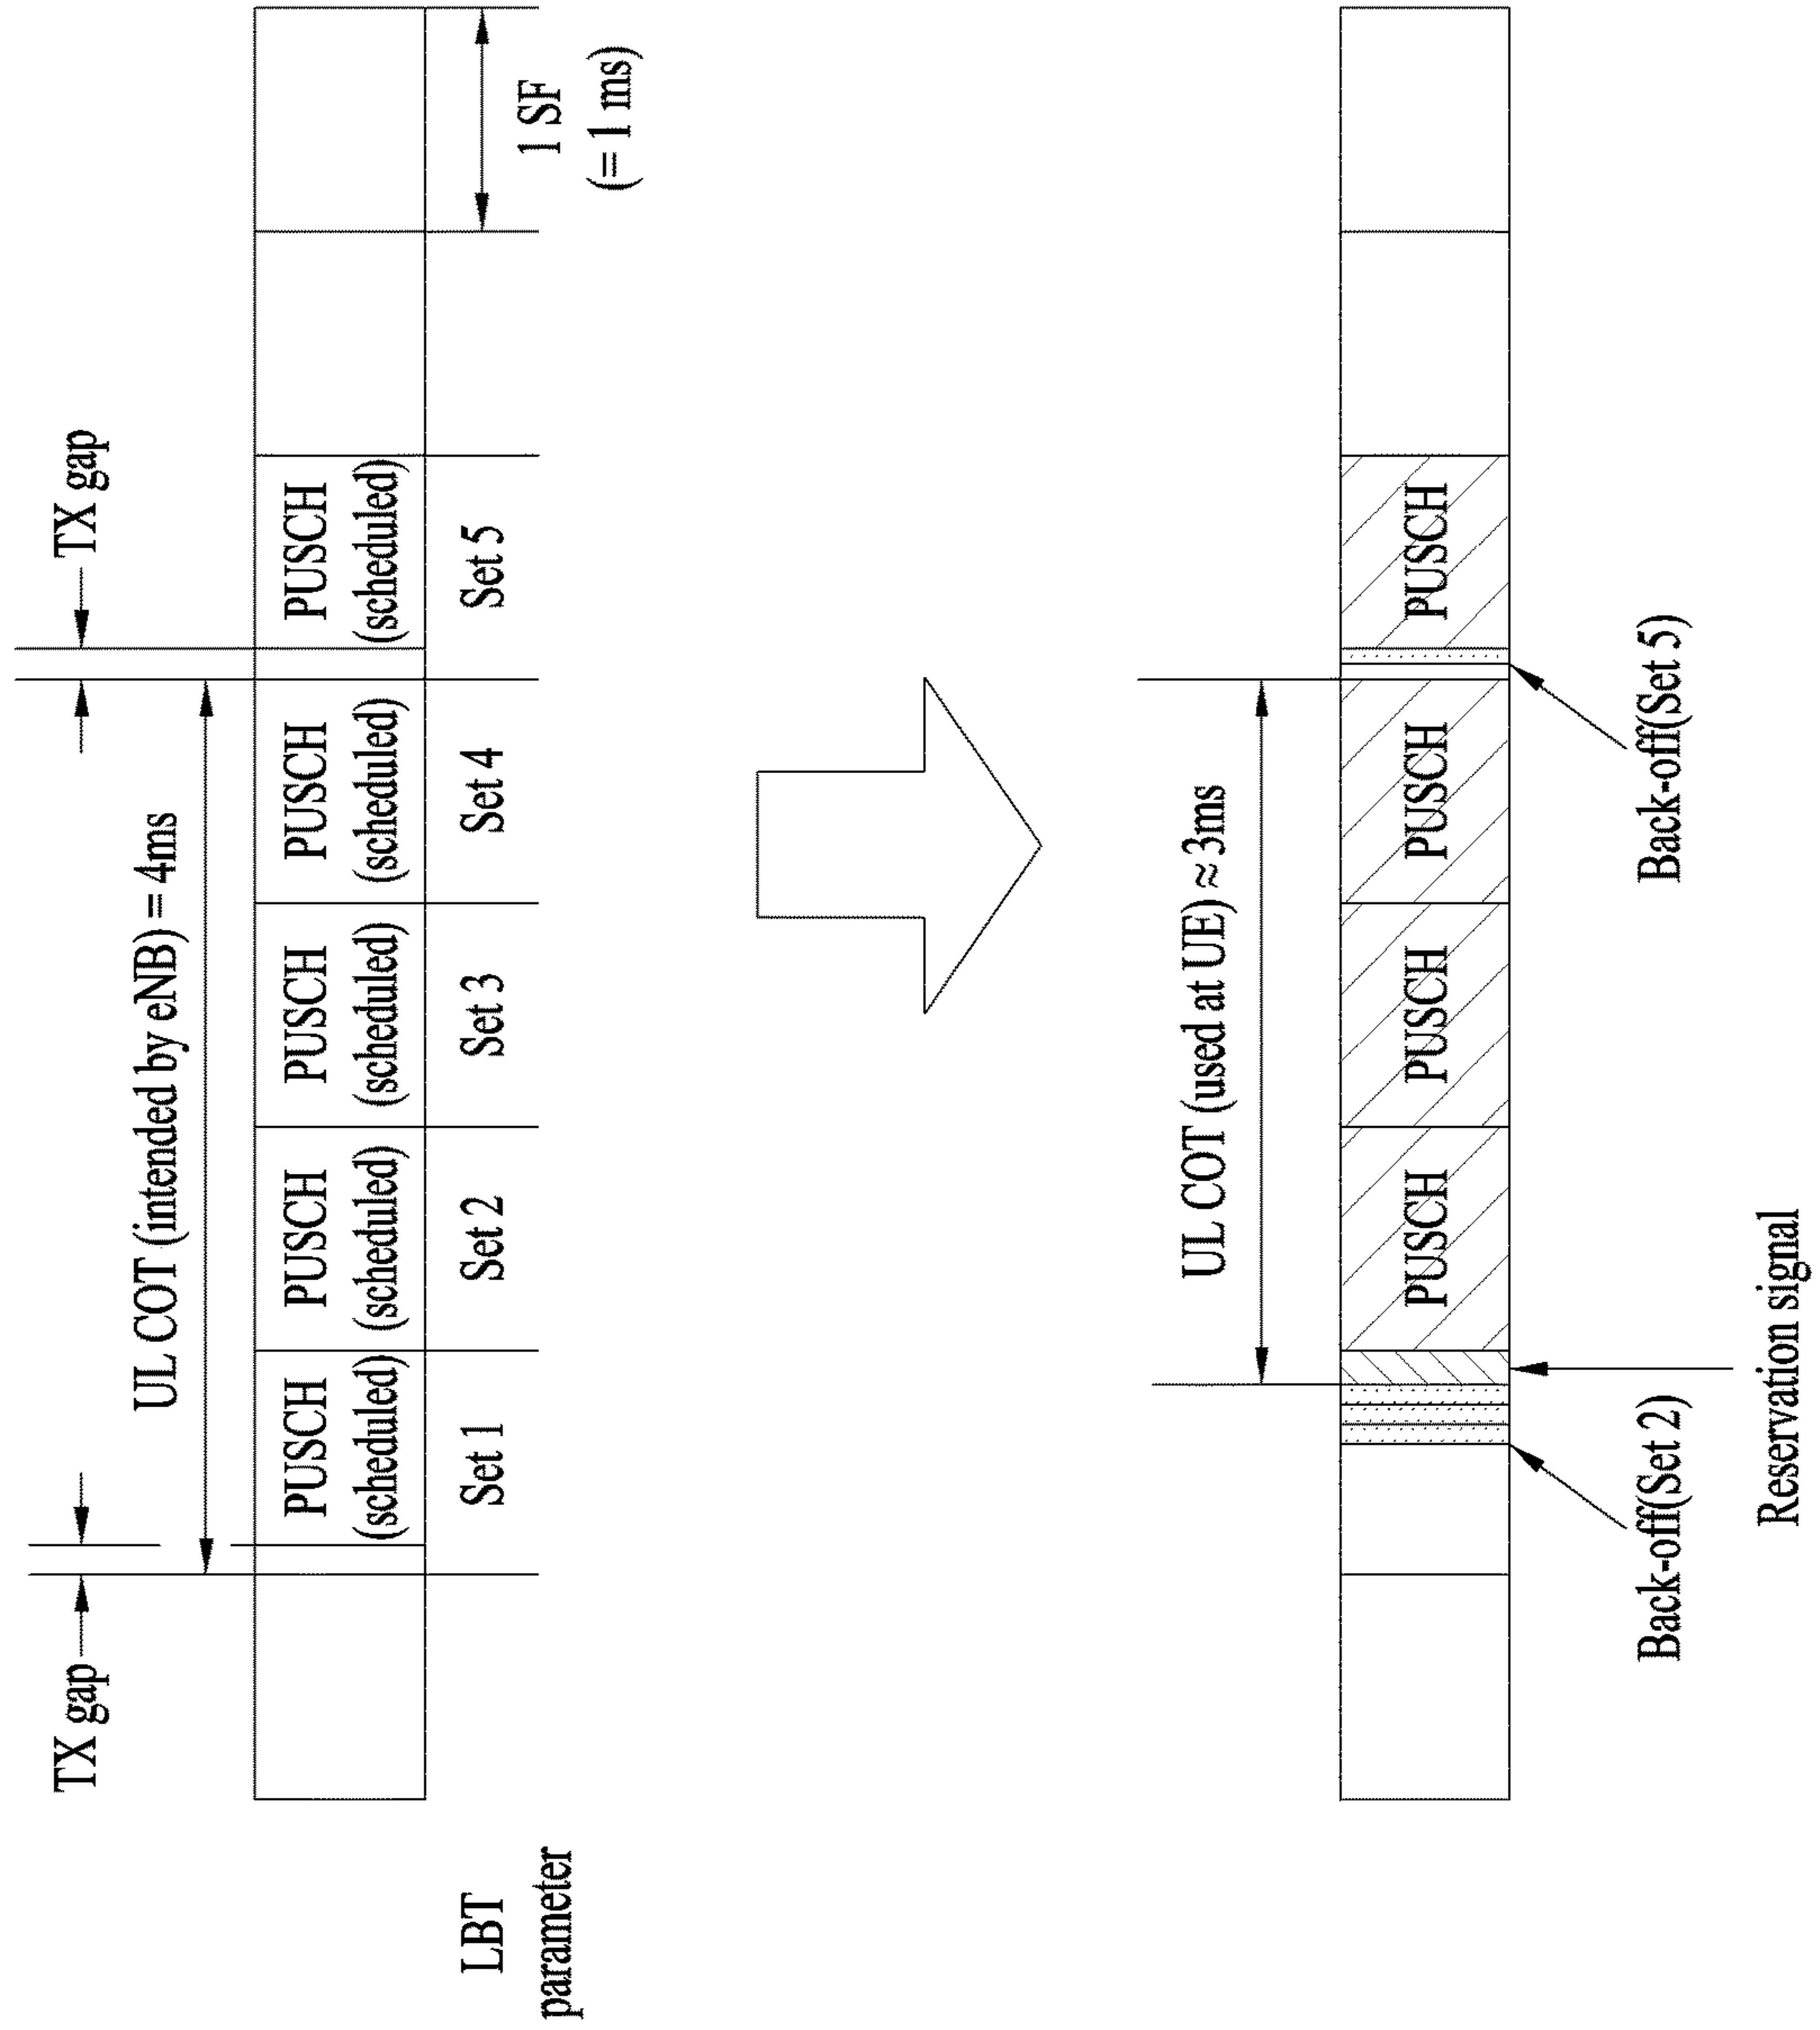 TX gap
TX gap
UL COT (intended by eNB) = 4ms
PUSCH
(scheduled)
PUSCH
(scheduled)
PUSCH
(scheduled)
PUSCH
(scheduled)
PUSCH
(scheduled)
LBT
parameter
Set 1
Set 2
Set 3
Set 4
Set 5
1 SF
(= 1 ms)
UL COT (used at UE) ≈ 3ms
PUSCH
PUSCH
PUSCH
PUSCH
Back-off(Set 2)
Back-off(Set 5)
Reservation signal